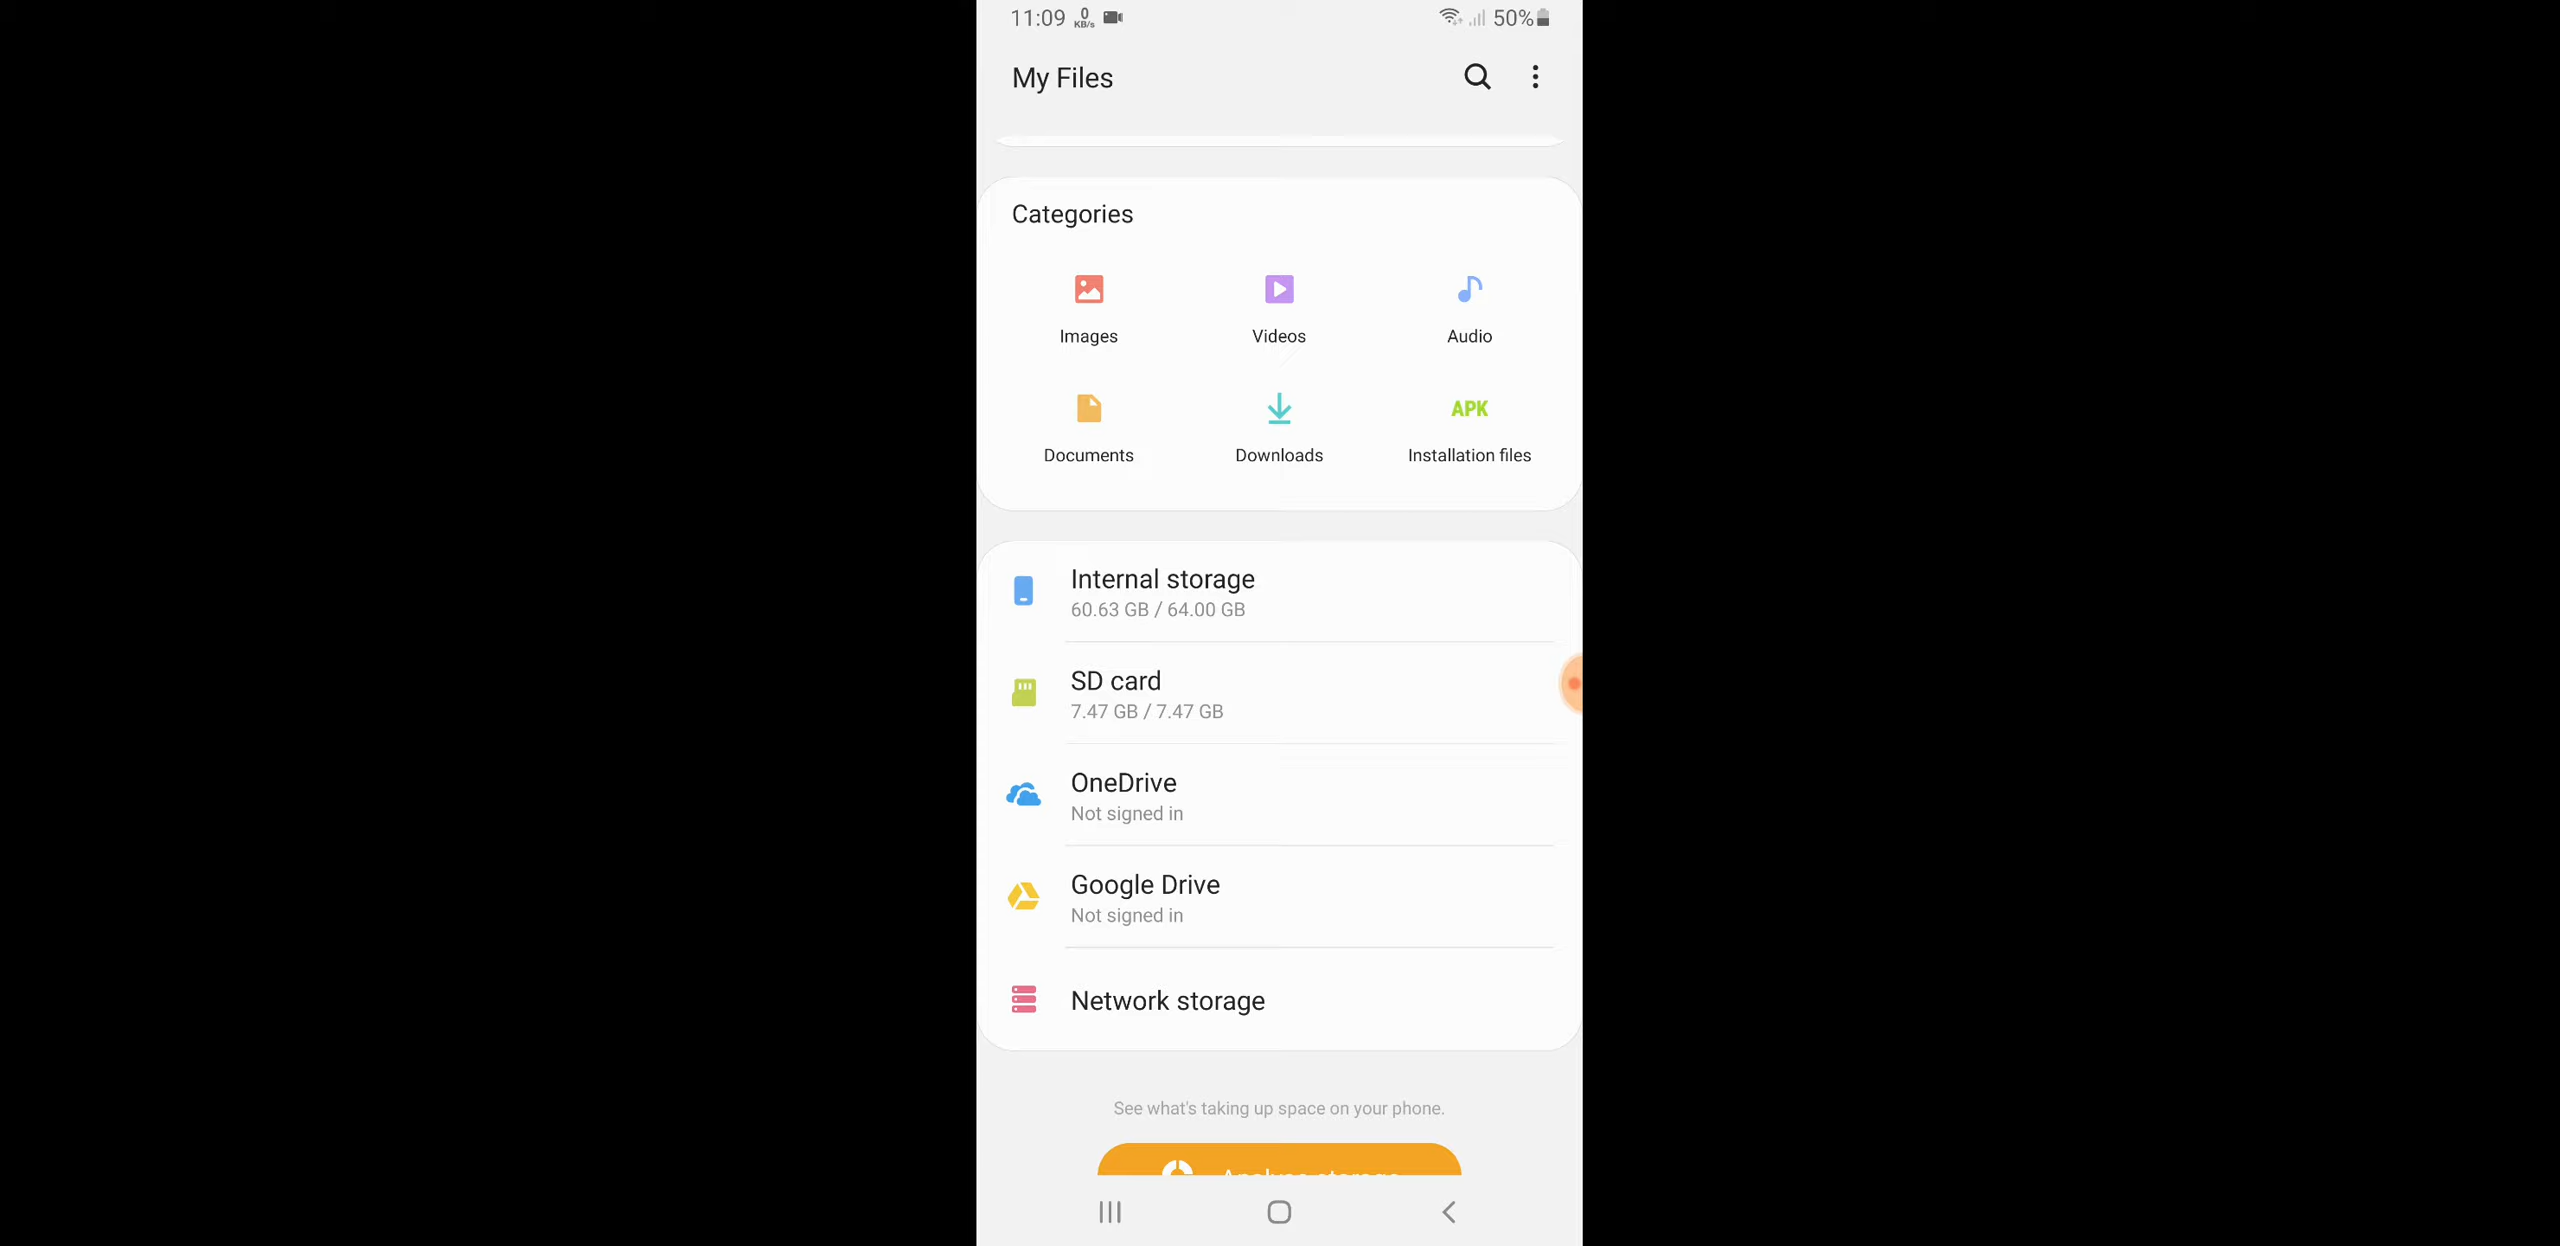 11:09 0 KB/s 50%
My Files
Categories
Images Videos Audio
APK
Documents Downloads Installation files
Internal storage
60.63 GB / 64.00 GB
SD card
7.47 GB / 7.47 GB
OneDrive
Not signed in
Google Drive
Not signed in
Network storage
See what's taking up space on your phone.
Analyse storage